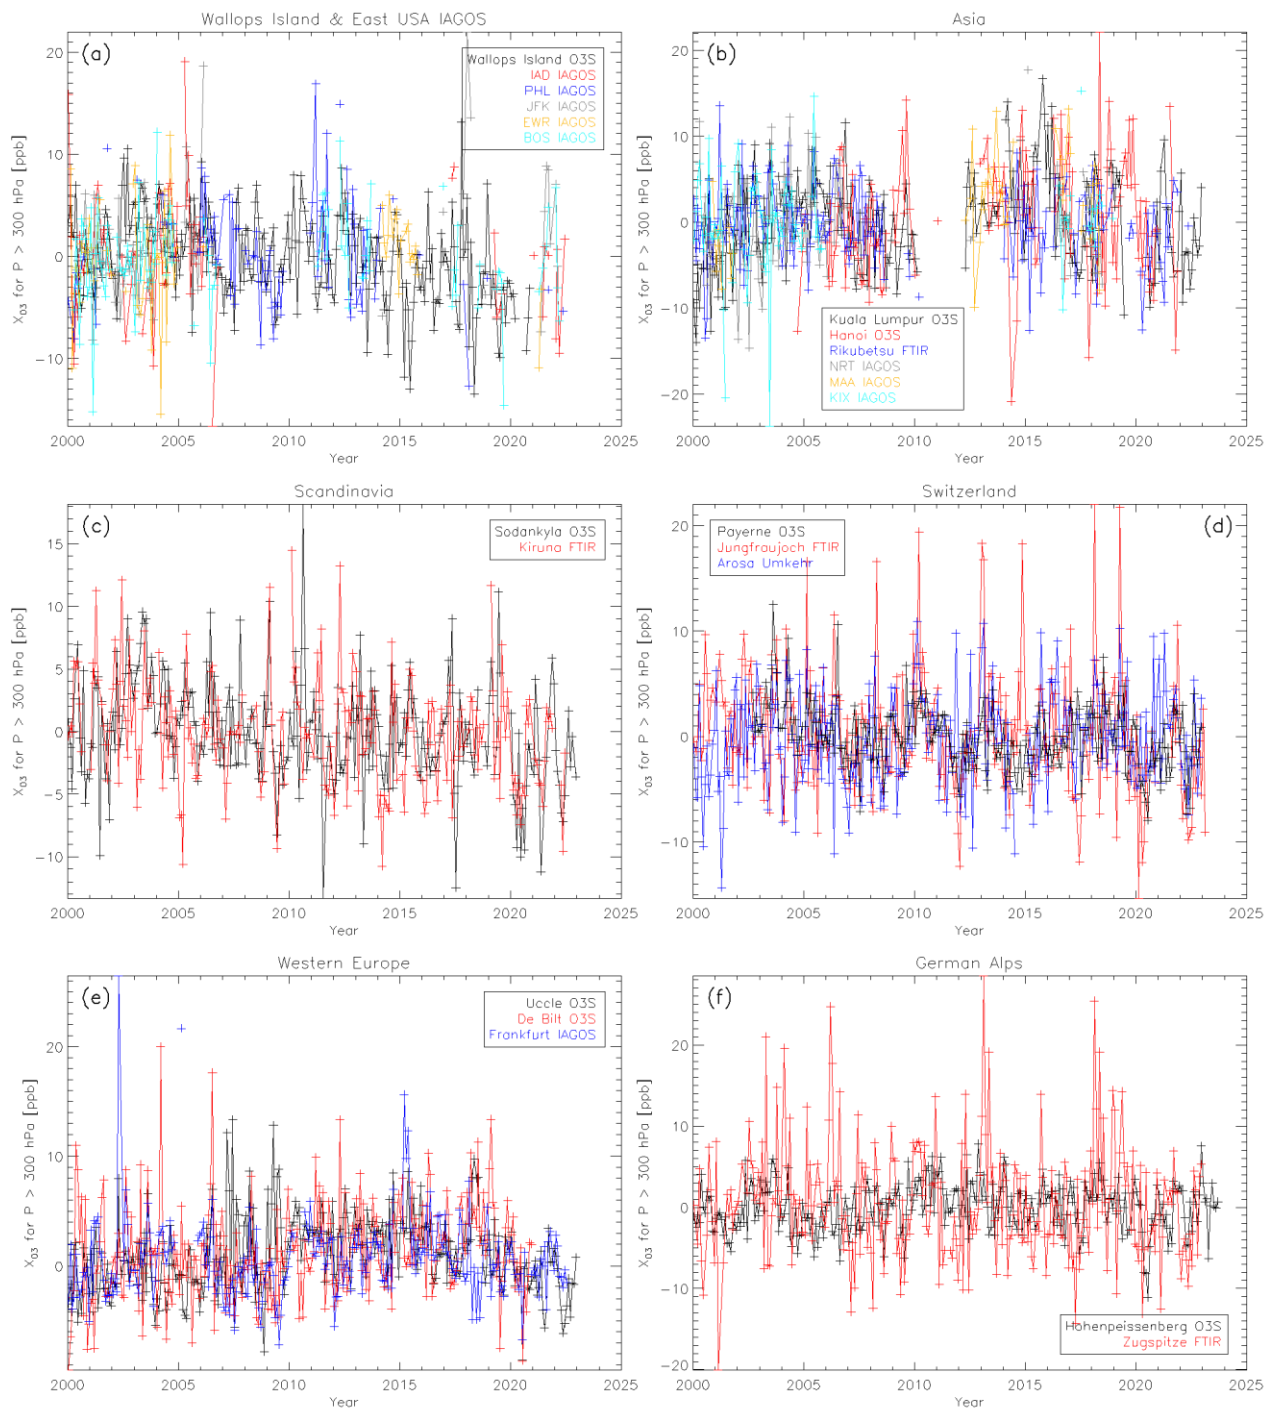 Wallops Island & East USA IAGOS
(a)
Wallops Island O3S
IAD IAGOS
PHL IAGOS
JFK IAGOS
EWR IAGOS
BOS IAGOS
X03 for P > 300 hPa [ppb]
20
10
0
-10
2000 2005 2010 2015 2020 2025
Year
Asia
(b)
Kuala Lumpur O3S
Hanoi O3S
Rikubetsu FTIR
NRT IAGOS
MAA IAGOS
KIX IAGOS
X03 for P > 300 hPa [ppb]
20
10
0
-10
-20
2000 2005 2010 2015 2020 2025
Year
Scandinavia
(c)
Sodankyla O3S
Kiruna FTIR
X03 for P > 300 hPa [ppb]
15
10
5
0
-5
-10
2000 2005 2010 2015 2020 2025
Year
Switzerland
(d)
Payerne O3S
Jungfraujoch FTIR
Arosa Umkehr
X03 for P > 300 hPa [ppb]
20
10
0
-10
2000 2005 2010 2015 2020 2025
Year
Western Europe
(e)
Uccle O3S
De Bilt O3S
Frankfurt IAGOS
X03 for P > 300 hPa [ppb]
20
10
0
2000 2005 2010 2015 2020 2025
Year
German Alps
(f)
Hohenpeissenberg O3S
Zugspitze FTIR
X03 for P > 300 hPa [ppb]
20
10
0
-10
-20
2000 2005 2010 2015 2020 2025
Year